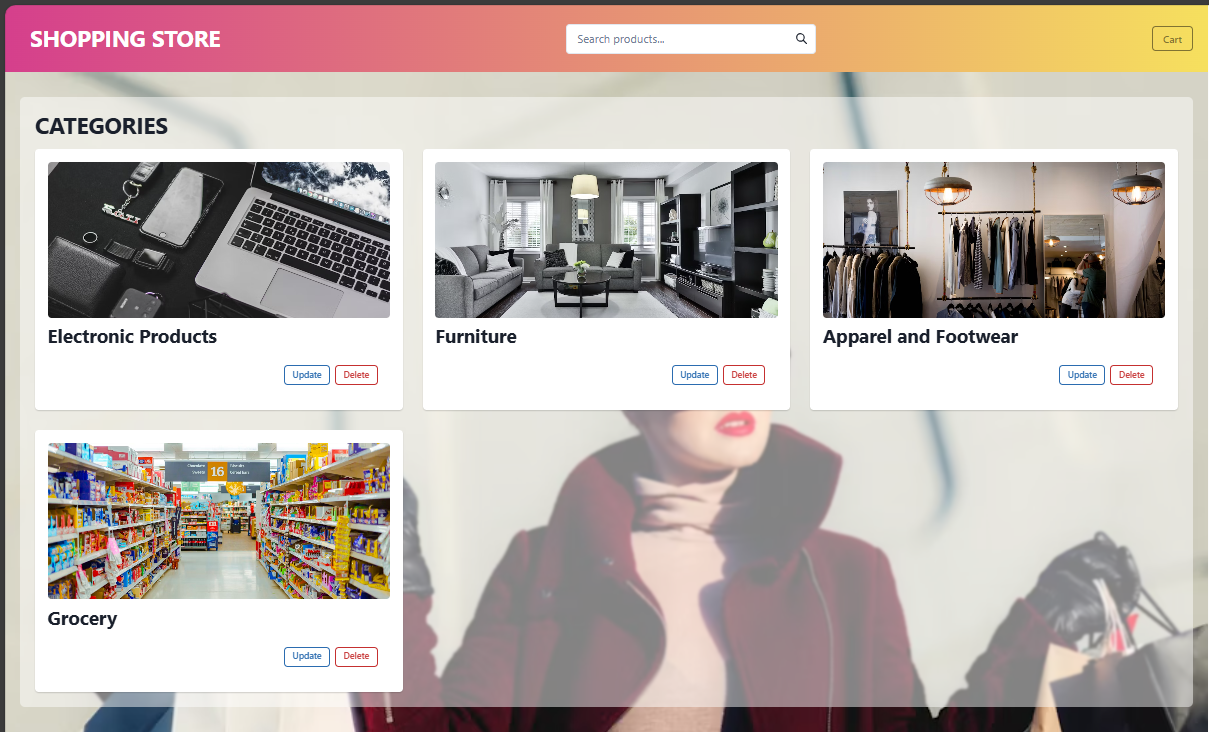 SHOPPING STORE
Search products...
Cart
CATEGORIES
Electronic Products
Update
Delete
Furniture
Update
Delete
Apparel and Footwear
Update
Delete
16
Grocery
Update
Delete